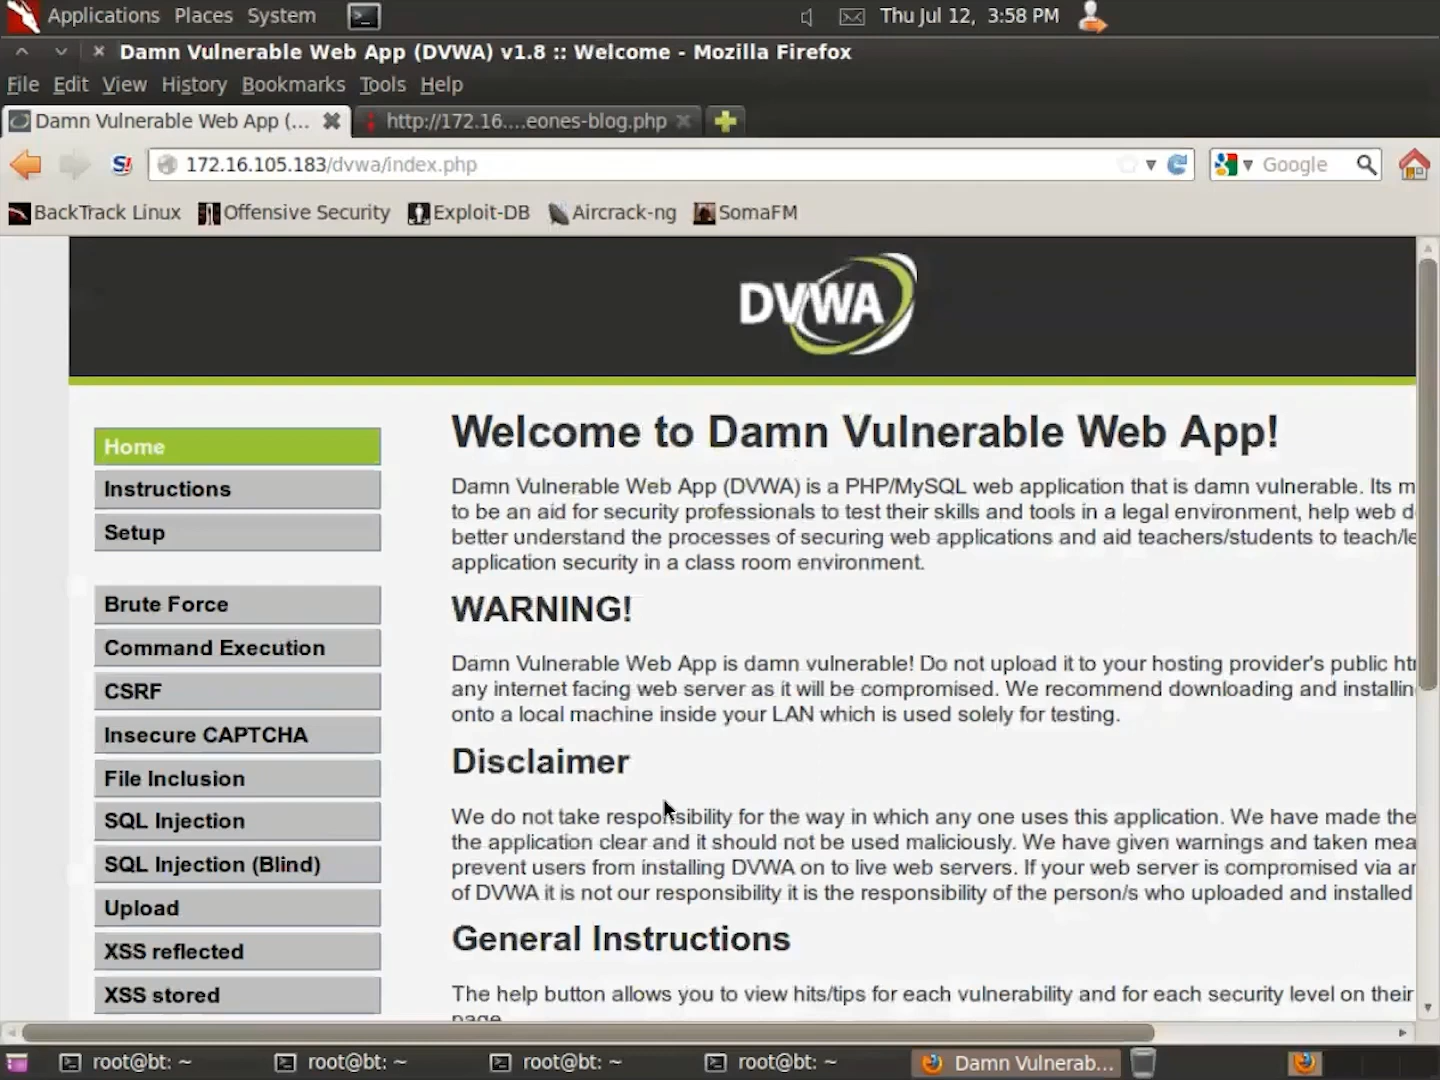 Applications Places System
Thu Jul 12, 3:58 PM
Damn Vulnerable Web App (DVWA) v1.8 :: Welcome - Mozilla Firefox
File Edit View History Bookmarks Tools Help
Damn Vulnerable Web App (... http://172.16....eones-blog.php
S! 172.16.105.183/dvwa/index.php Google
BackTrack Linux Offensive Security Exploit-DB Aircrack-ng SomaFM
DVWA
Home
Instructions
Setup
Brute Force
Command Execution
CSRF
Insecure CAPTCHA
File Inclusion
SQL Injection
SQL Injection (Blind)
Upload
XSS reflected
XSS stored
Welcome to Damn Vulnerable Web App!
Damn Vulnerable Web App (DVWA) is a PHP/MySQL web application that is damn vulnerable. Its m
to be an aid for security professionals to test their skills and tools in a legal environment, help web d
better understand the processes of securing web applications and aid teachers/students to teach/le
application security in a class room environment.
WARNING!
Damn Vulnerable Web App is damn vulnerable! Do not upload it to your hosting provider's public htm
any internet facing web server as it will be compromised. We recommend downloading and installin
onto a local machine inside your LAN which is used solely for testing.
Disclaimer
We do not take responsibility for the way in which any one uses this application. We have made the
the application clear and it should not be used maliciously. We have given warnings and taken mea
prevent users from installing DVWA on to live web servers. If your web server is compromised via an
of DVWA it is not our responsibility it is the responsibility of the person/s who uploaded and installed
General Instructions
The help button allows you to view hits/tips for each vulnerability and for each security level on their
page.
root@bt: ~ root@bt: ~ root@bt: ~ root@bt: ~ Damn Vulnerab...